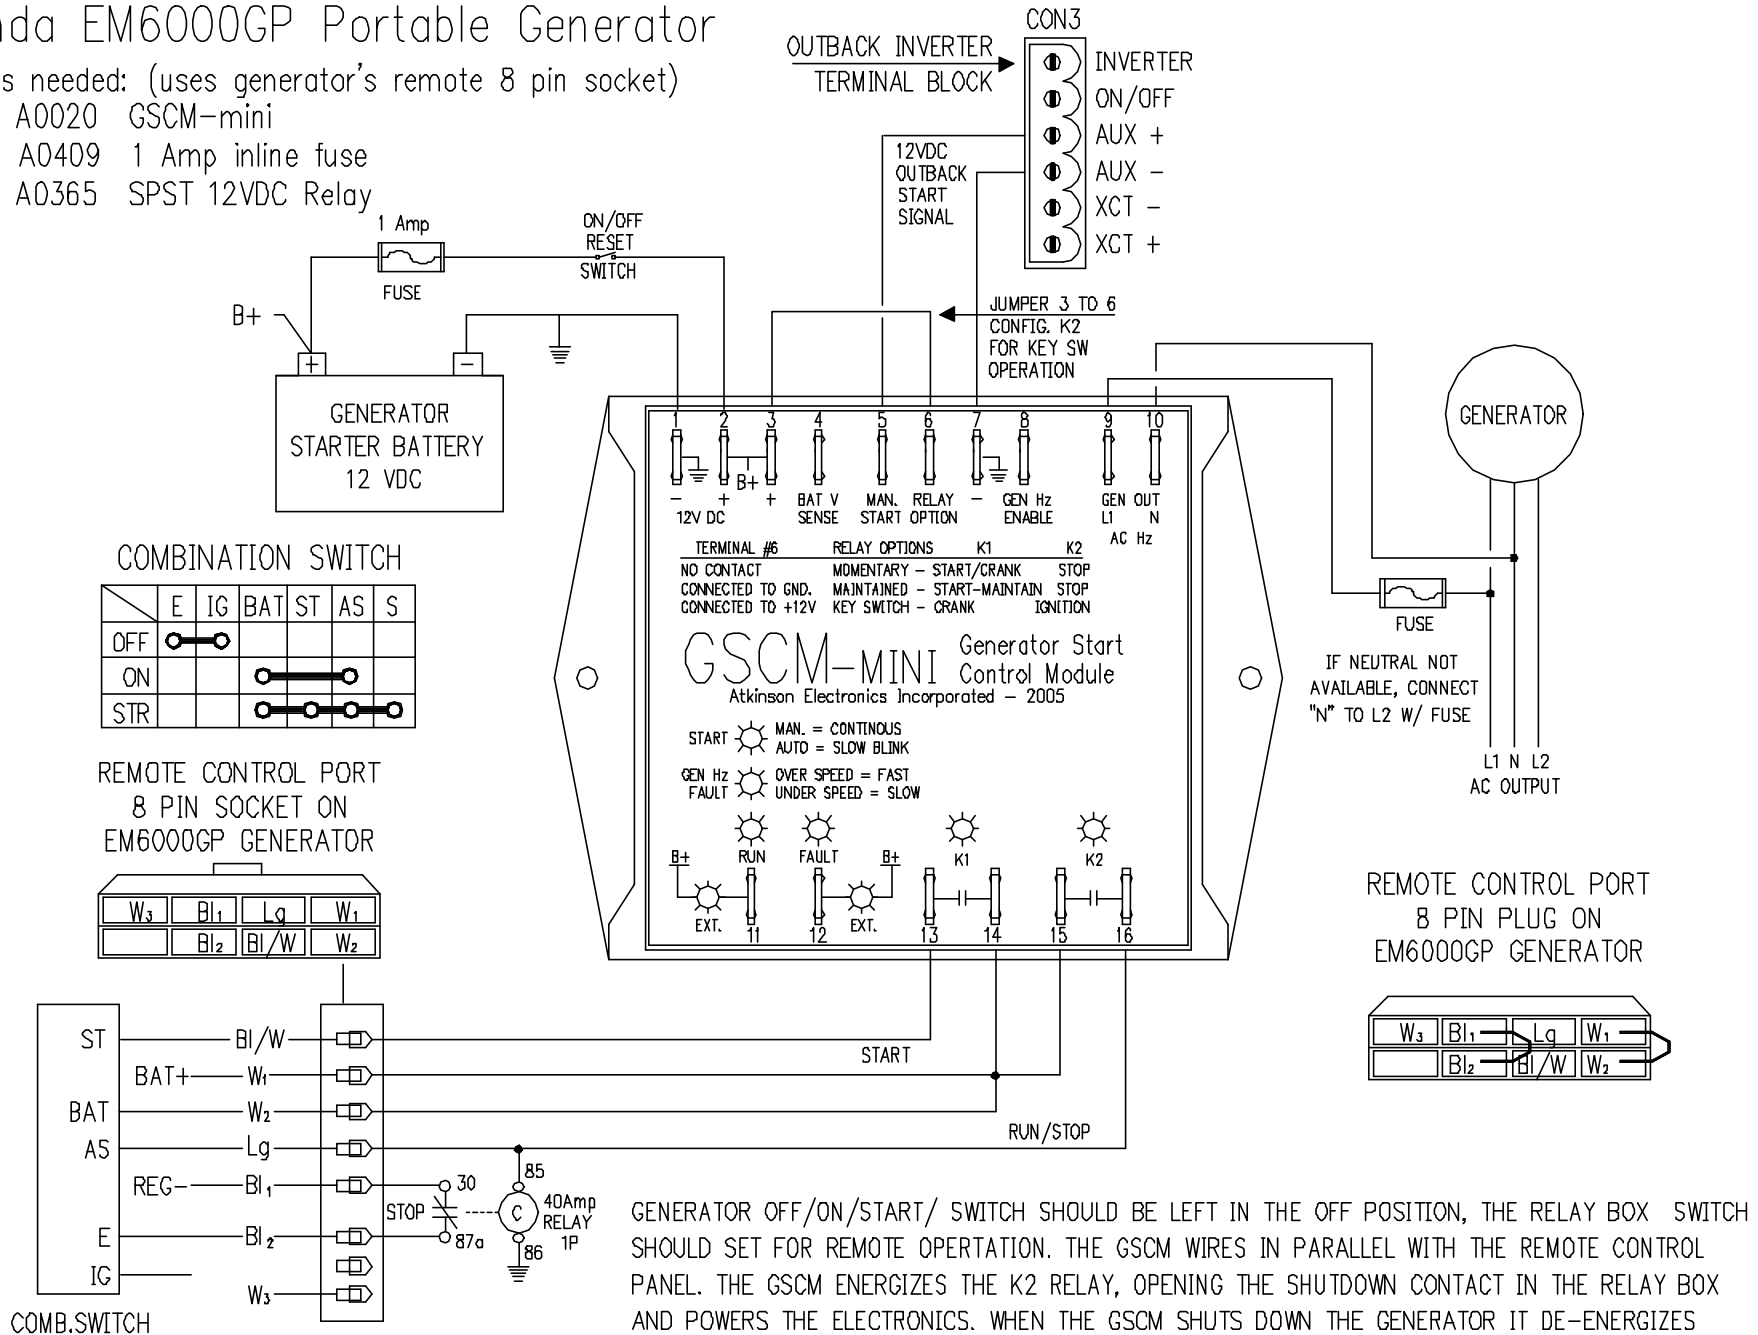 EM6000GP Portable Generator
needed: (uses generator's remote 8 pin socket)
A0020 GSCM-mini
A0409 1 Amp inline fuse
A0365 SPST 12VDC Relay
CON3
OUTBACK INVERTER
TERMINAL BLOCK
INVERTER
ON/OFF
AUX +
AUX -
XCT -
XCT +
12VDC
OUTBACK
START
SIGNAL
1 Amp
FUSE
ON/OFF
RESET
SWITCH
B+
+
-
GENERATOR
STARTER BATTERY
12 VDC
JUMPER 3 TO 6
CONFIG. K2
FOR KEY SW
OPERATION
GENERATOR
1 2 3 4 5 6 7 8 9 10
B+
- + + BAT V MAN. RELAY - GEN Hz GEN OUT
12V DC SENSE START OPTION ENABLE L1 N
AC Hz
TERMINAL #6 RELAY OPTIONS K1 K2
NO CONTACT MOMENTARY - START/CRANK STOP
CONNECTED TO GND. MAINTAINED - START-MAINTAIN STOP
CONNECTED TO +12V KEY SWITCH - CRANK IGNITION
GSCM-MINI Generator Start
Control Module
Atkinson Electronics Incorporated - 2005
START MAN. = CONTINOUS
AUTO = SLOW BLINK
GEN Hz OVER SPEED = FAST
FAULT UNDER SPEED = SLOW
B+ RUN FAULT B+ K1 K2
EXT. EXT.
11 12 13 14 15 16
FUSE
IF NEUTRAL NOT
AVAILABLE, CONNECT
"N" TO L2 W/ FUSE
L1 N L2
AC OUTPUT
COMBINATION SWITCH
E IG BAT ST AS S
OFF
ON
STR
REMOTE CONTROL PORT
8 PIN SOCKET ON
EM6000GP GENERATOR
W3 Bl1 Lg W1
Bl2 Bl/W W2
REMOTE CONTROL PORT
8 PIN PLUG ON
EM6000GP GENERATOR
W3 Bl1 Lg W1
Bl2 Bl/W W2
ST Bl/W
BAT+ W1
BAT W2
AS Lg
REG- Bl1
E Bl2
IG
W3
COMB.SWITCH
START
RUN/STOP
30
STOP
87a
85
C
86
40Amp
RELAY
1P
GENERATOR OFF/ON/START/ SWITCH SHOULD BE LEFT IN THE OFF POSITION, THE RELAY BOX SWITCH
SHOULD SET FOR REMOTE OPERTATION. THE GSCM WIRES IN PARALLEL WITH THE REMOTE CONTROL
PANEL. THE GSCM ENERGIZES THE K2 RELAY, OPENING THE SHUTDOWN CONTACT IN THE RELAY BOX
AND POWERS THE ELECTRONICS. WHEN THE GSCM SHUTS DOWN THE GENERATOR IT DE-ENERGIZES